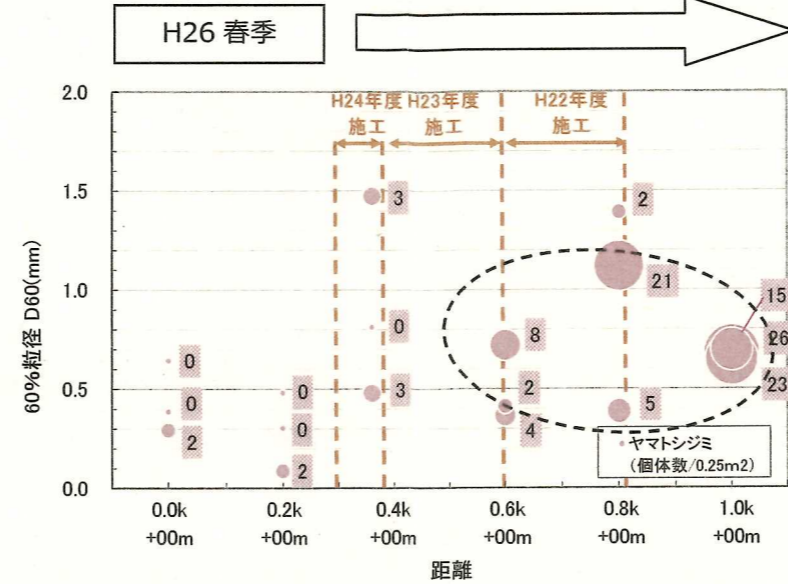 H26 春季
2.0
1.5
1.0
0.5
0.0
60%粒径 D60(mm)
H24年度 H23年度 H22年度
施工 施工 施工
3
2
21
15
0
8
26
0
23
0
0
3
2
5
2
0
4
2
ヤマトシジミ
(個体数/0.25m2)
0.0k 0.2k 0.4k 0.6k 0.8k 1.0k
+00m +00m +00m +00m +00m +00m
距離